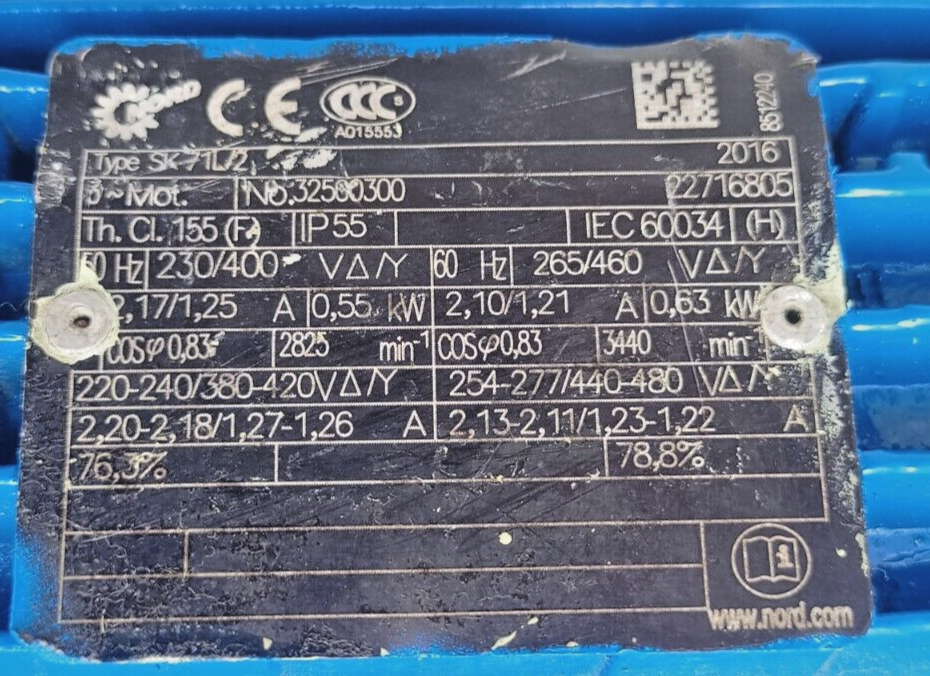 NORD CE CCC S
A015553
8512240
Type SK 71L/2 2016
3~Mot. No. 22716805
Th. Cl. 155 (F) IP 55 IEC 60034 (H)
50 Hz 230/400 V Δ/Y 60 Hz 265/460 V Δ/Y
2,17/1,25 A 0,55 kW 2,10/1,21 A 0,63 kW
COSφ 0,83 2825 min⁻¹ COSφ 0,83 3440 min⁻¹
220-240/380-420V Δ/Y 254-277/440-480 V Δ/Y
2,20-2,18/1,27-1,26 A 2,13-2,11/1,23-1,22 A
76,3% 78,8%
www.nord.com